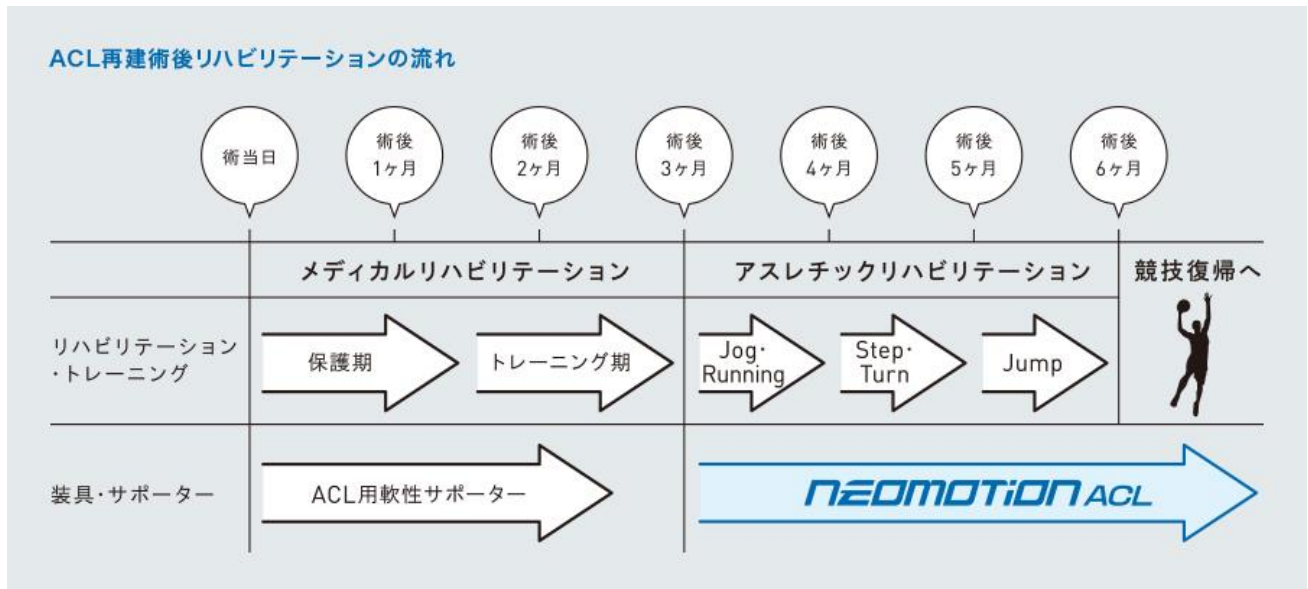 ACL再建術後リハビリテーションの流れ
術当日
術後
1ヶ月
術後
2ヶ月
術後
3ヶ月
術後
4ヶ月
術後
5ヶ月
術後
6ヶ月
メディカルリハビリテーション
アスレチックリハビリテーション
競技復帰へ
リハビリテーション
・トレーニング
保護期
トレーニング期
Jog・
Running
Step・
Turn
Jump
装具・サポーター
ACL用軟性サポーター
NEOMOTION ACL